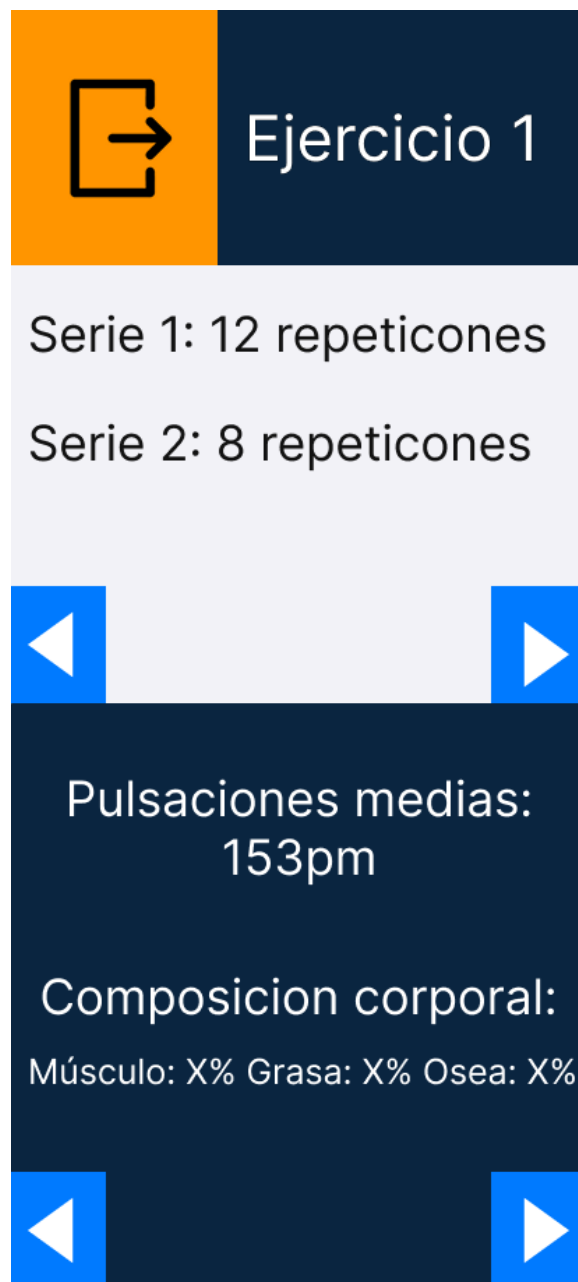 Ejercicio 1
Serie 1: 12 repeticones
Serie 2: 8 repeticones
Pulsaciones medias:
153pm
Composicion corporal:
Músculo: X% Grasa: X% Osea: X%